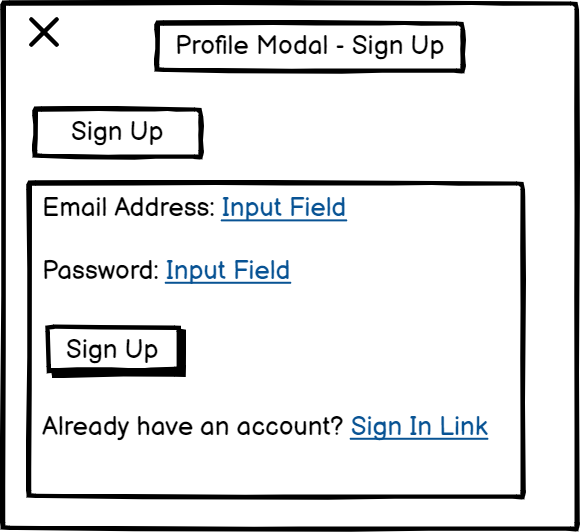 Profile Modal - Sign Up
Sign Up
Email Address: Input Field
Password: Input Field
Sign Up
Already have an account? Sign In Link